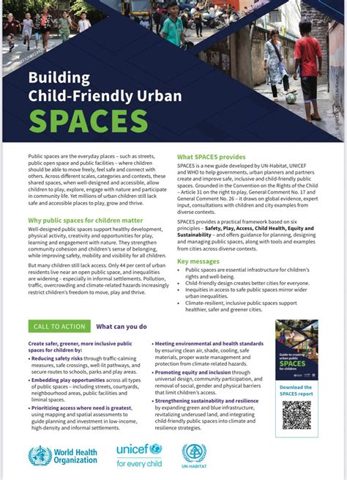 Building
Child-Friendly Urban
SPACES
Public spaces are the everyday places – such as streets,
public open space and public facilities – where children
should be able to move freely, feel safe and connect with
others. Across different scales, categories and contexts, these
shared spaces, when well-designed and accessible, allow
children to play, explore, engage with nature and participate
in community life. Yet millions of urban children still lack
safe and accessible places to play, grow and thrive.
Why public spaces for children matter
Well-designed public spaces support healthy development,
physical activity, creativity and opportunities for play,
learning and engagement with nature. They strengthen
community cohesion and children's sense of belonging,
while improving safety, mobility and visibility for all children.
But many children still lack access. Only 44 per cent of urban
residents live near an open public space, and inequalities
are widening – especially in informal settlements. Pollution,
traffic, overcrowding and climate-related hazards increasingly
restrict children's freedom to move, play and thrive.
What SPACES provides
SPACES is a new guide developed by UN-Habitat, UNICEF
and WHO to help governments, urban planners and partners
create and improve safe, inclusive and child-friendly public
spaces. Grounded in the Convention on the Rights of the Child
– Article 31 on the right to play, General Comment No. 17 and
General Comment No. 26 – it draws on global evidence, expert
input, consultations with children and city examples from
diverse contexts.
SPACES provides a practical framework based on six
principles – Safety, Play, Access, Child Health, Equity and
Sustainability – and offers guidance for planning, designing
and managing public spaces, along with tools and examples
from cities across diverse contexts.
Key messages
• Public spaces are essential infrastructure for children's
rights and well-being.
• Child-friendly design creates better cities for everyone.
• Inequities in access to safe public spaces mirror wider
urban inequalities.
• Climate-resilient, inclusive public spaces support
healthier, safer and greener cities.
CALL TO ACTION
What can you do
Create safer, greener, more inclusive public
spaces for children by:
• Reducing safety risks through traffic-calming
measures, safe crossings, well-lit pathways, and
secure routes to schools, parks and play areas.
• Embedding play opportunities across all types
of public spaces – including streets, courtyards,
neighbourhood areas, public facilities and
liminal spaces.
• Prioritizing access where need is greatest,
using mapping and spatial assessments to
guide planning and investment in low-income,
high-density and informal settlements.
• Meeting environmental and health standards
by ensuring clean air, shade, cooling, safe
materials, proper waste management and
protection from climate-related hazards.
• Promoting equity and inclusion through
universal design, community participation, and
removal of social, gender and physical barriers
that limit children's access.
• Strengthening sustainability and resilience
by expanding green and blue infrastructure,
revitalizing underused land, and integrating
child-friendly public spaces into climate and
resilience strategies.
Download the
SPACES report
World Health
Organization
unicef
for every child
UN-HABITAT